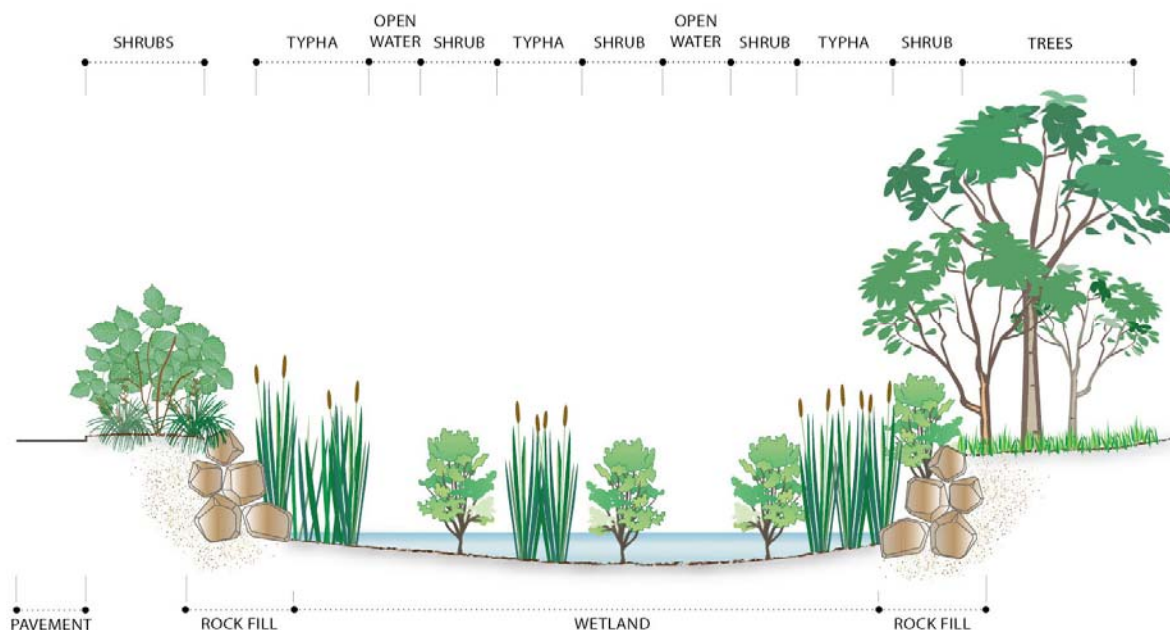 SHRUBS
TYPHA
OPEN
WATER
SHRUB
TYPHA
SHRUB
OPEN
WATER
SHRUB
TYPHA
SHRUB
TREES
PAVEMENT
ROCK FILL
WETLAND
ROCK FILL